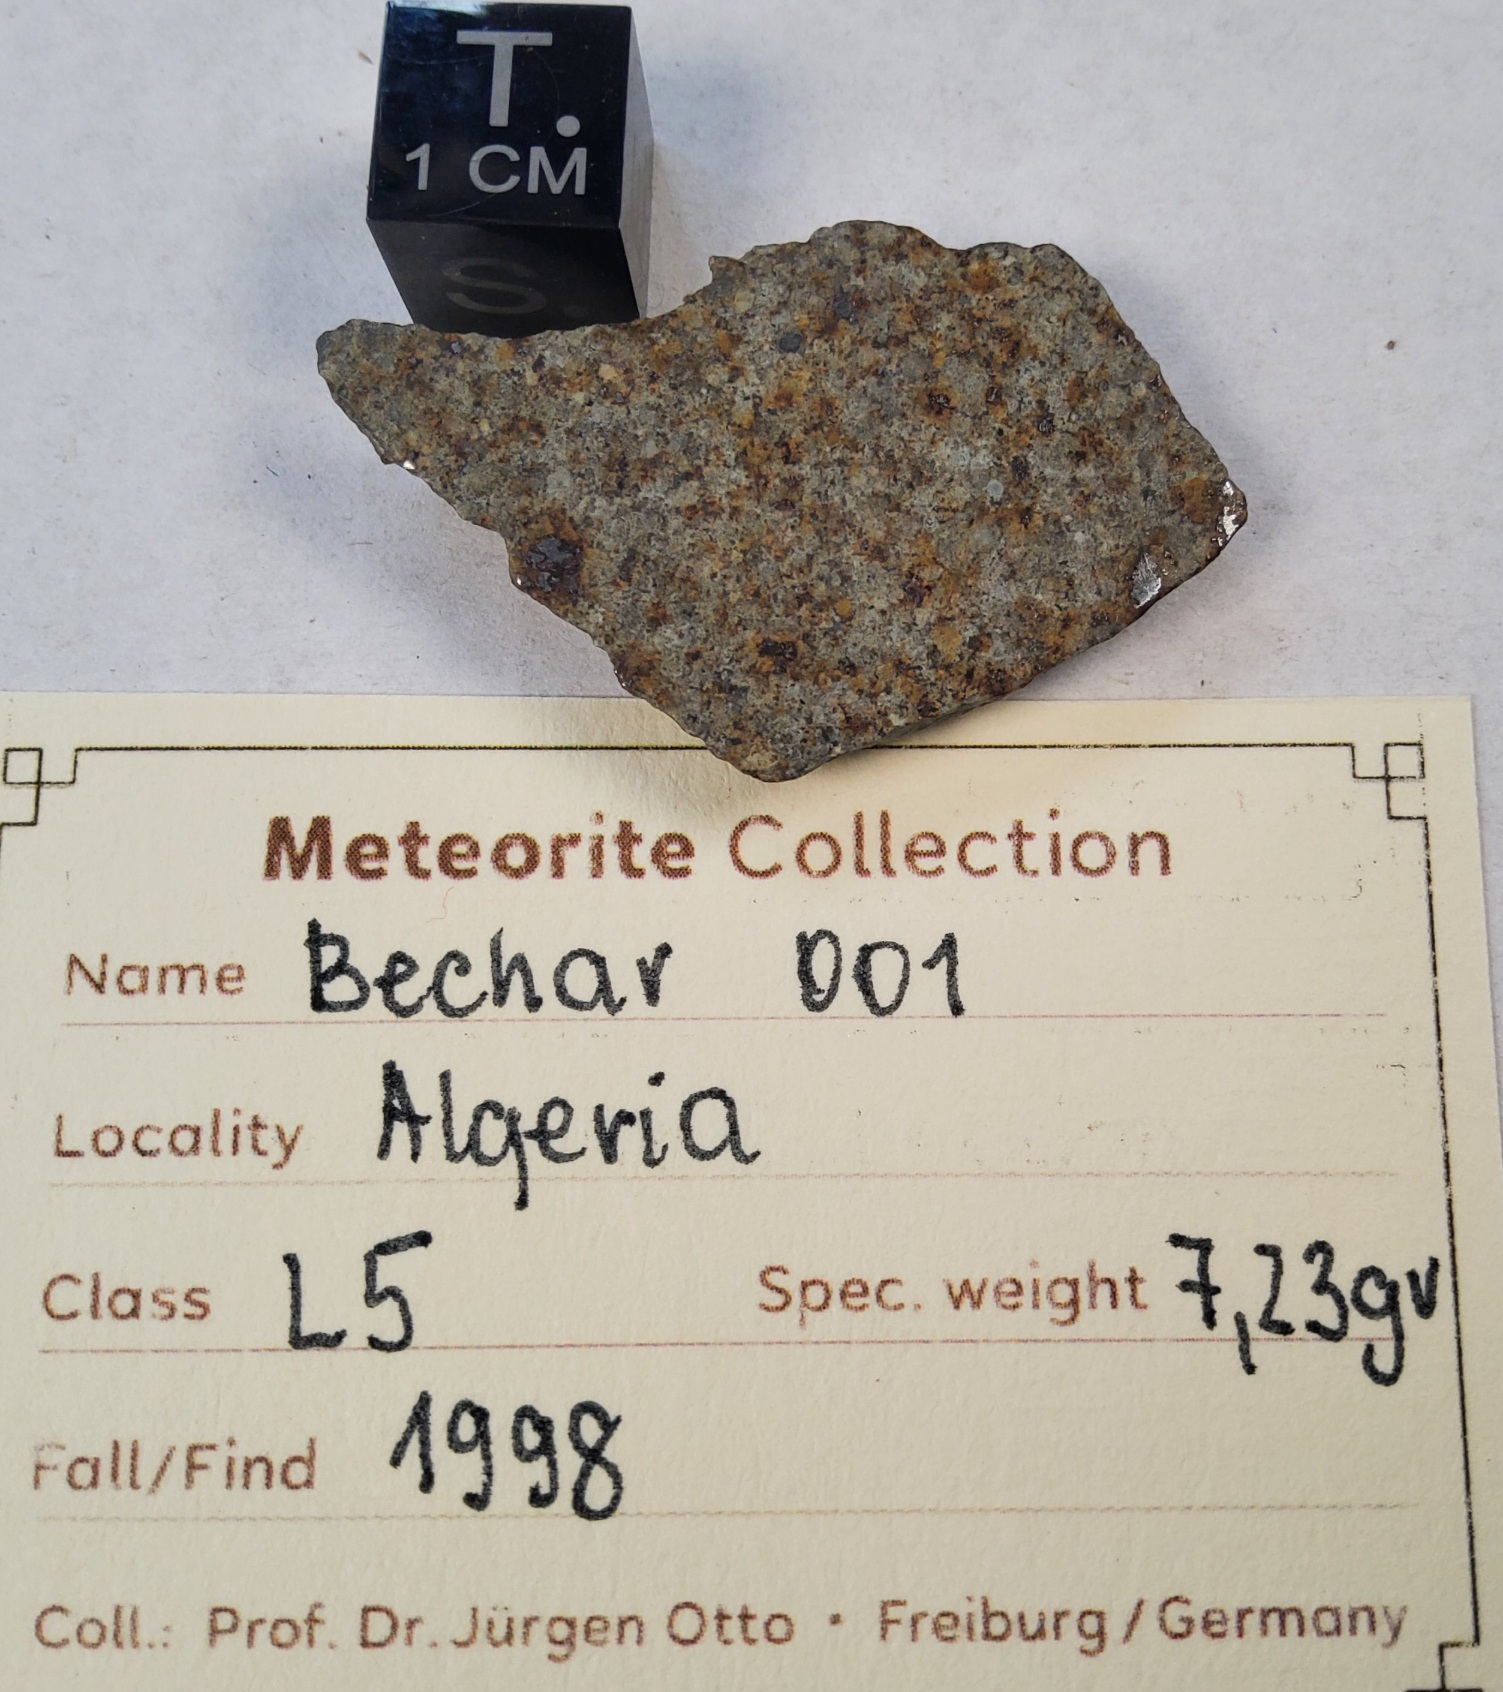 T.
1 CM
S.
Meteorite Collection
Name Bechar 001
Locality Algeria
Class L5 Spec. weight 7,23gr
Fall/Find 1998
Coll.: Prof. Dr. Jürgen Otto • Freiburg / Germany